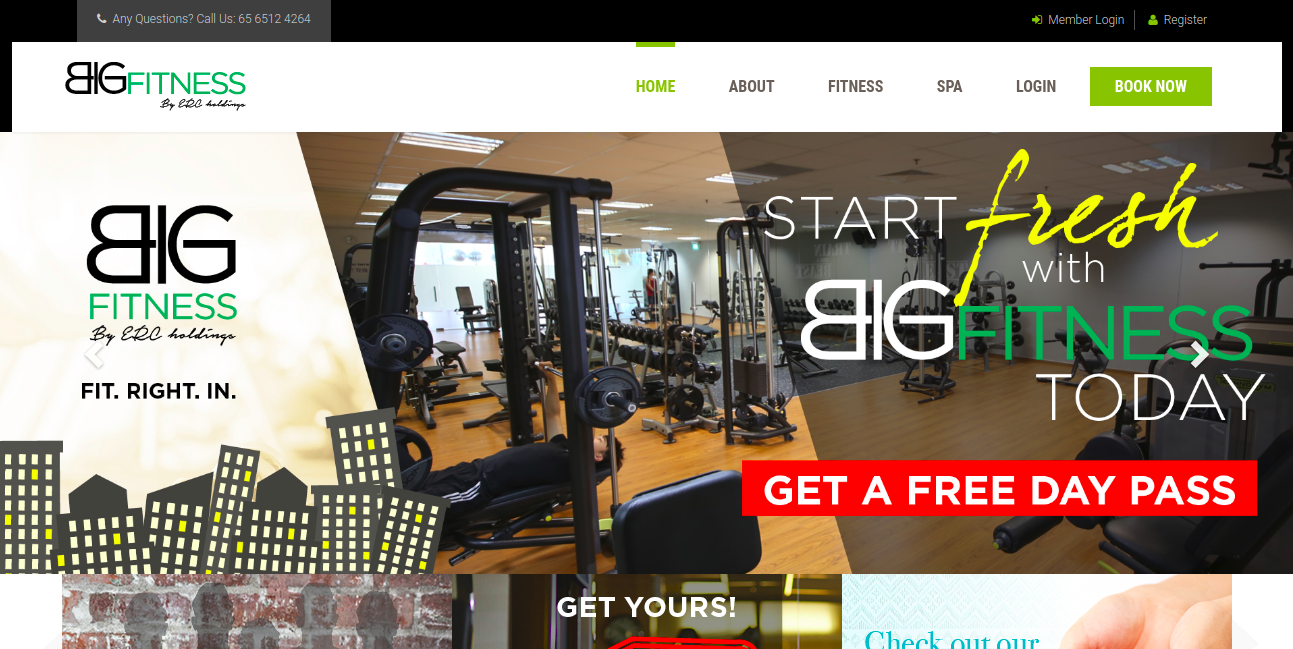 Any Questions? Call Us: 65 6512 4264
Member Login
Register
BIGFITNESS
By ERC holdings
HOME
ABOUT
FITNESS
SPA
LOGIN
BOOK NOW
BIG
FITNESS
By ERC holdings
FIT. RIGHT. IN.
START fresh
with
BIGFITNESS
TODAY
GET A FREE DAY PASS
GET YOURS!
Check out our